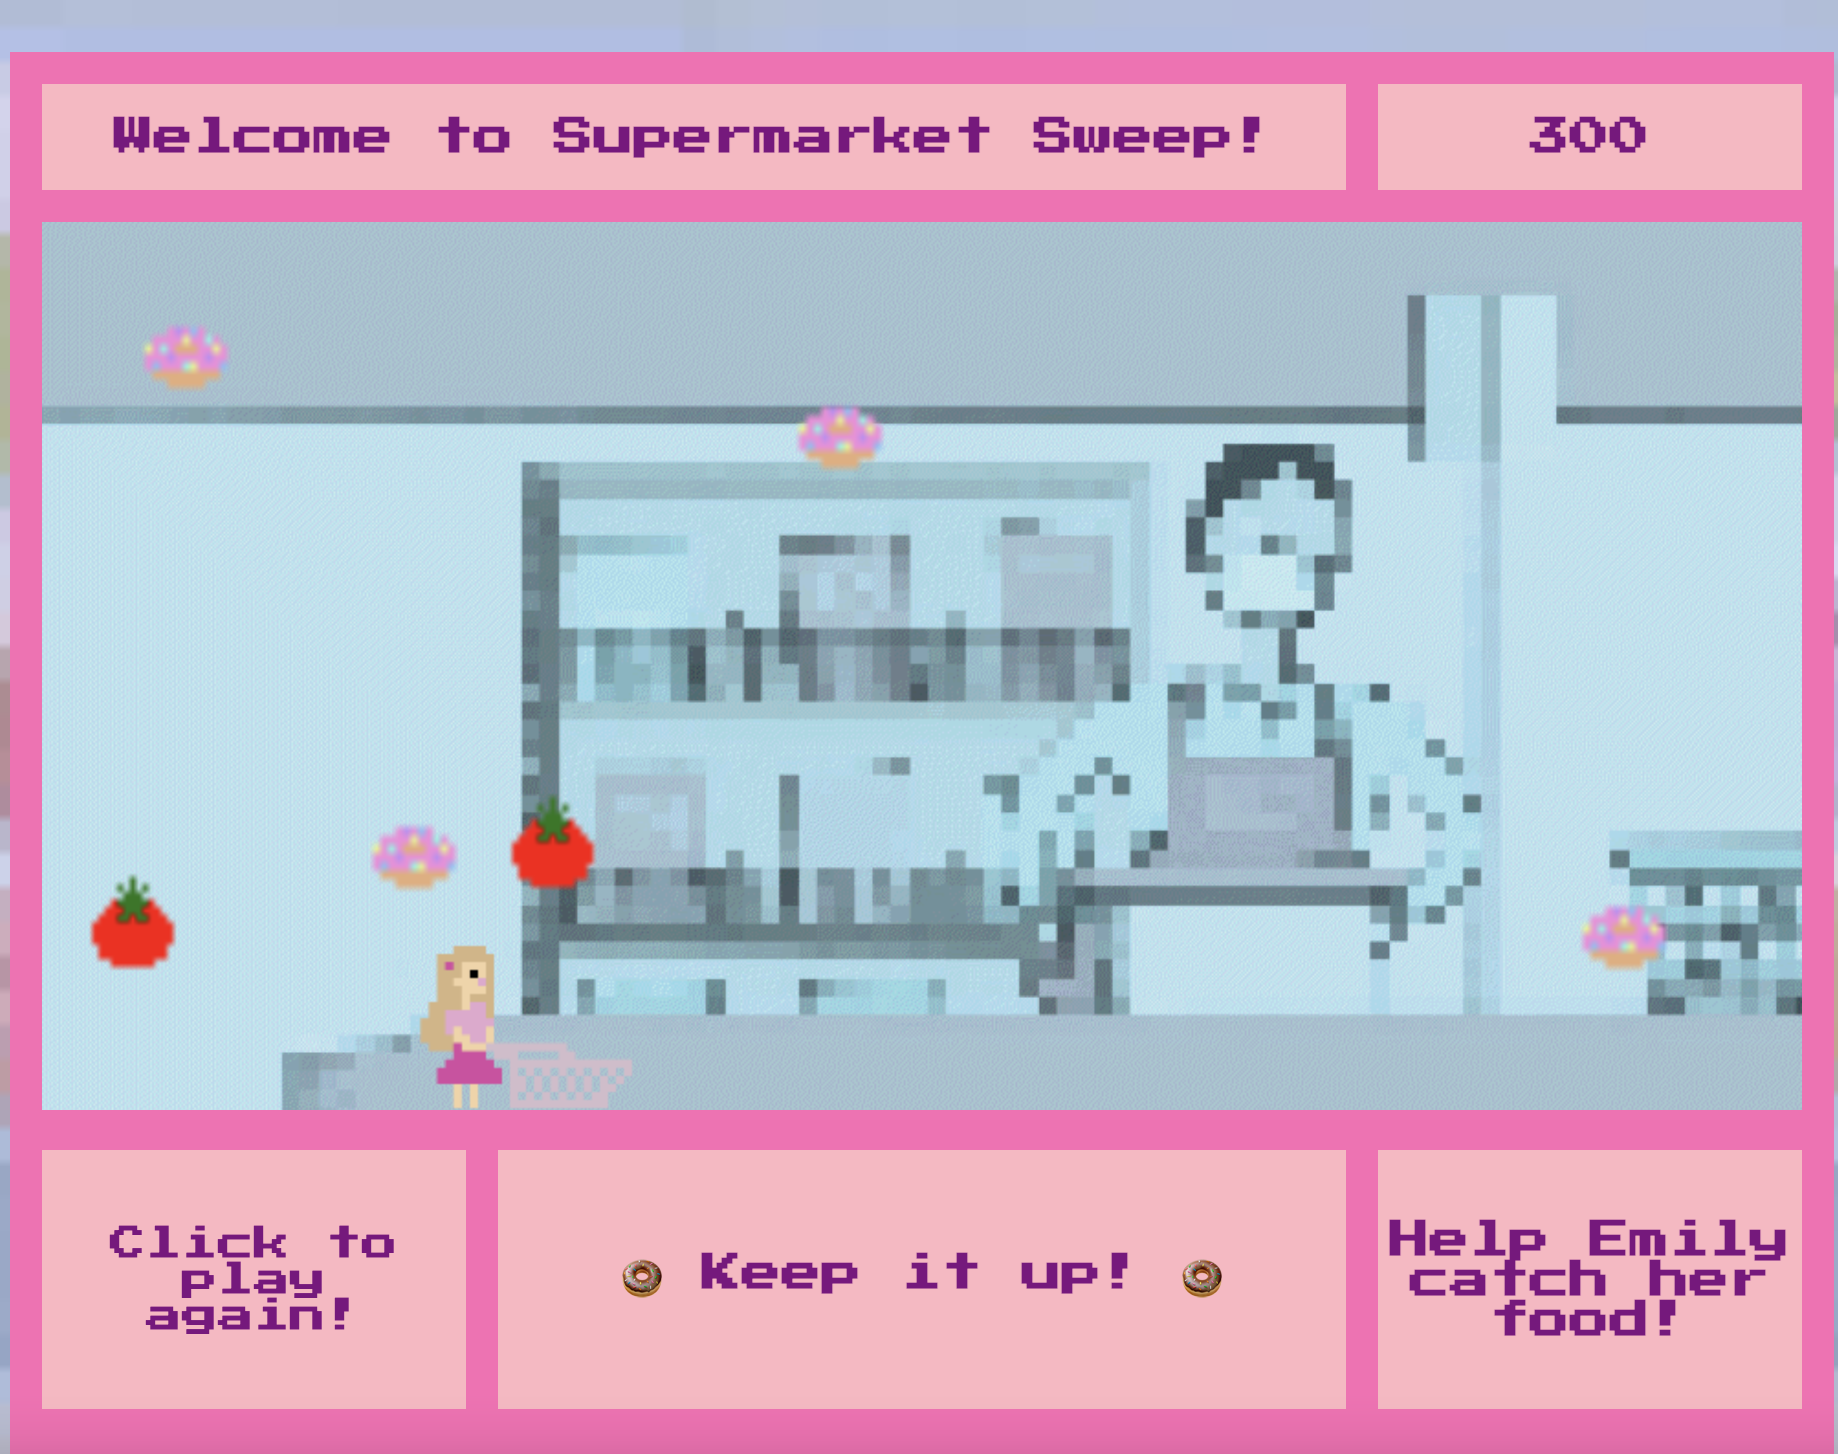 Welcome to Supermarket Sweep!
300
Click to
play
again!
🍩 Keep it up! 🍩
Help Emily
catch her
food!